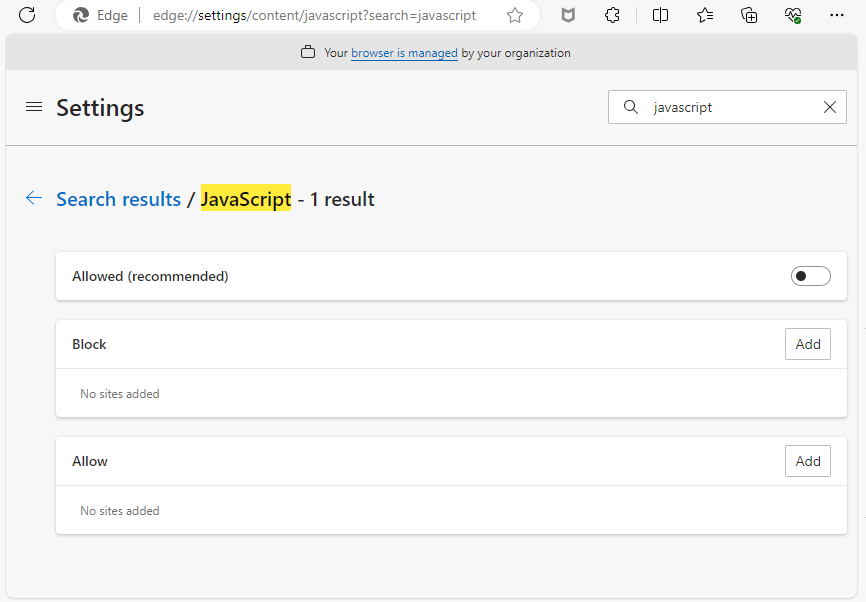 Edge edge://settings/content/javascript?search=javascript
Your browser is managed by your organization
Settings
javascript
Search results / JavaScript - 1 result
Allowed (recommended)
Block
Add
No sites added
Allow
Add
No sites added